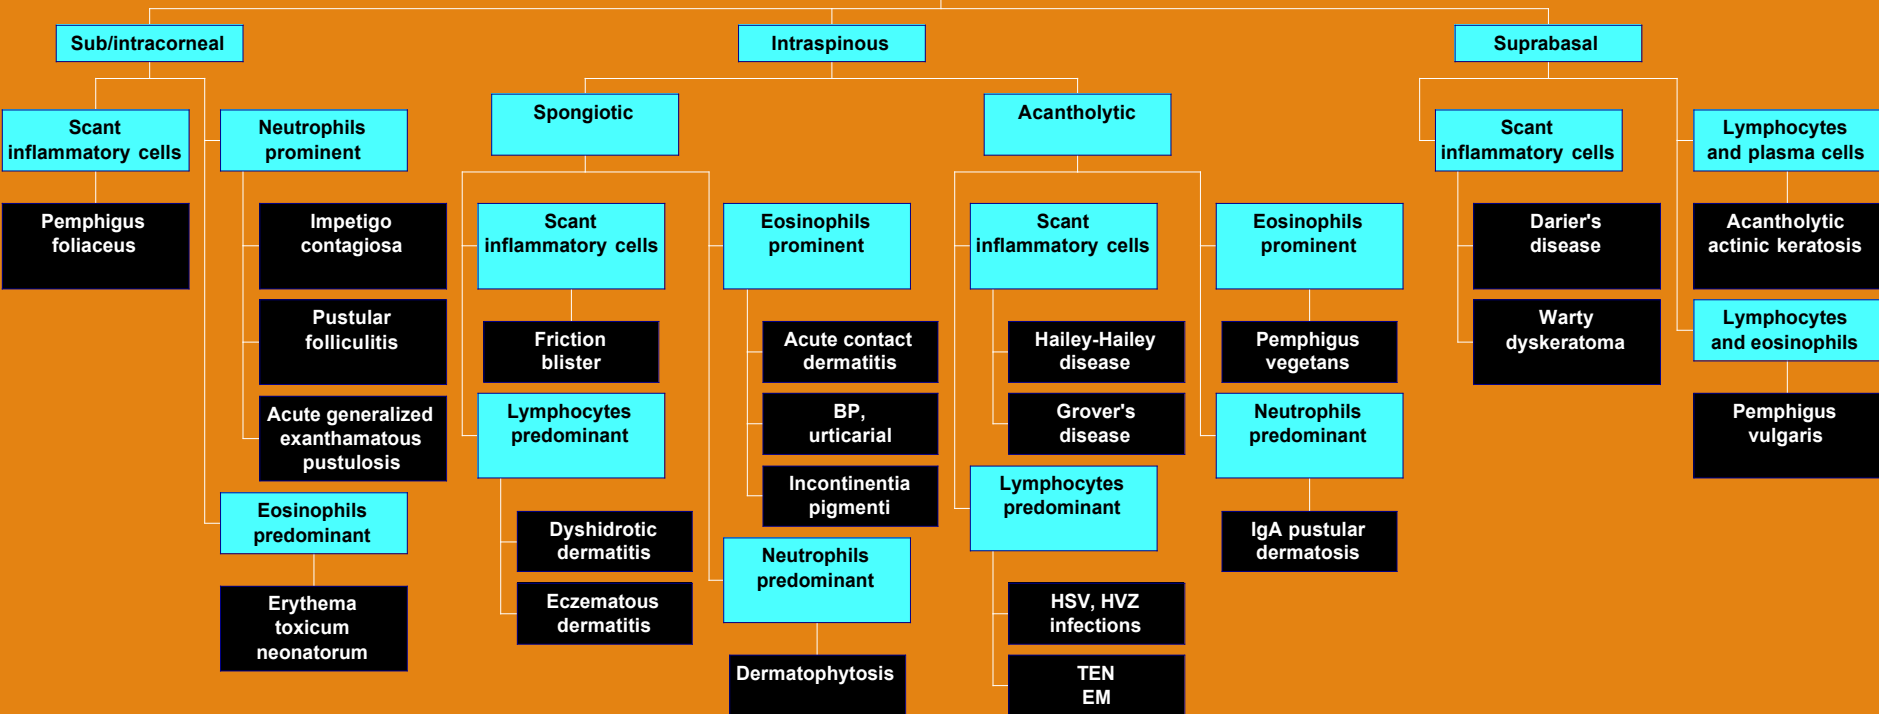 Sub/intracorneal
Intraspinous
Suprabasal
Scant
inflammatory cells
Pemphigus
foliaceus
Neutrophils
prominent
Impetigo
contagiosa
Pustular
folliculitis
Acute generalized
exanthamatous
pustulosis
Eosinophils
predominant
Erythema
toxicum
neonatorum
Spongiotic
Scant
inflammatory cells
Friction
blister
Lymphocytes
predominant
Dyshidrotic
dermatitis
Eczematous
dermatitis
Eosinophils
prominent
Acute contact
dermatitis
BP,
urticarial
Incontinentia
pigmenti
Neutrophils
predominant
Dermatophytosis
Acantholytic
Scant
inflammatory cells
Hailey-Hailey
disease
Grover's
disease
Lymphocytes
predominant
HSV, HVZ
infections
TEN
EM
Eosinophils
prominent
Pemphigus
vegetans
Neutrophils
predominant
IgA pustular
dermatosis
Scant
inflammatory cells
Darier's
disease
Warty
dyskeratoma
Lymphocytes
and plasma cells
Acantholytic
actinic keratosis
Lymphocytes
and eosinophils
Pemphigus
vulgaris